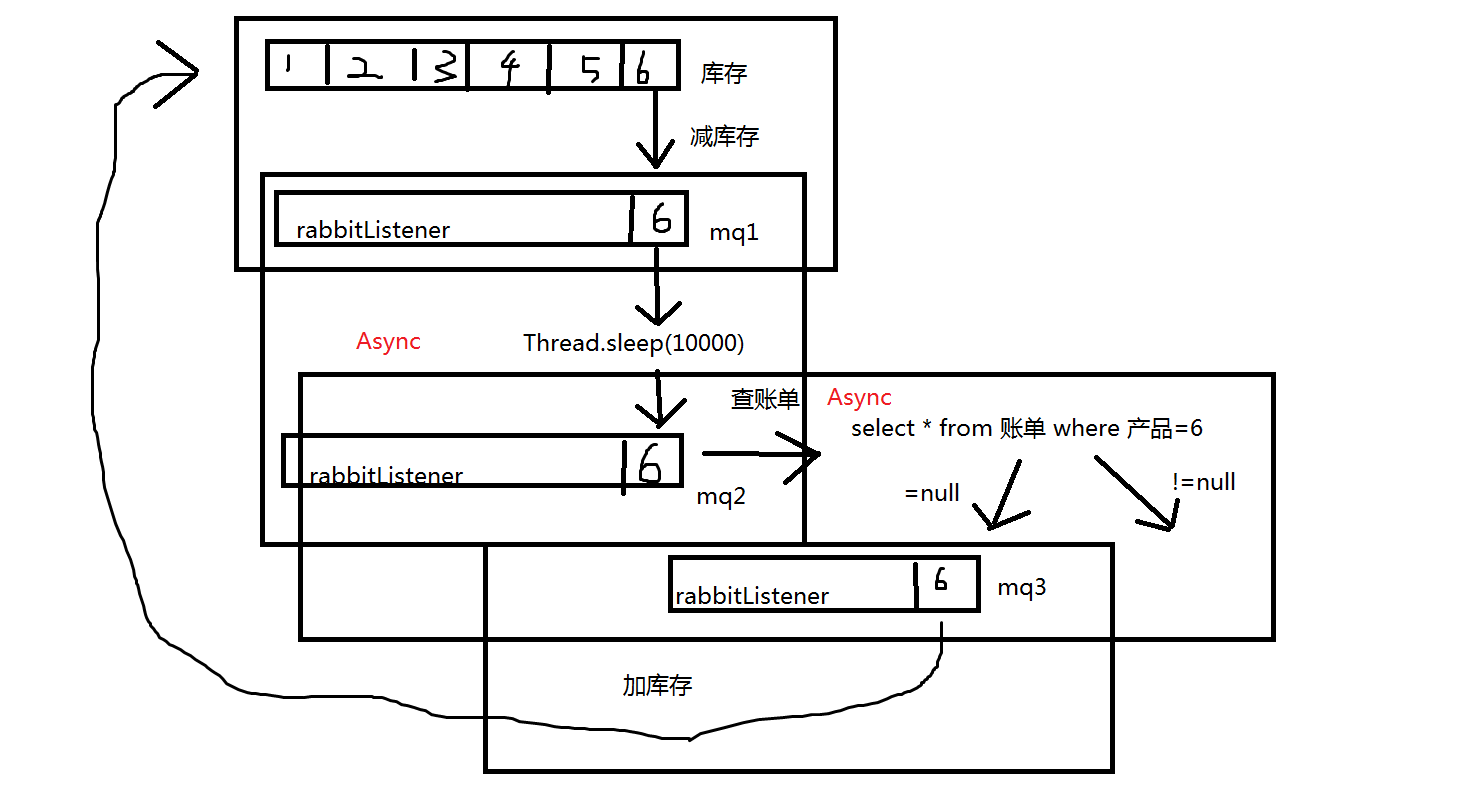 1 2 3 4 5 6 库存
减库存
rabbitListener 6 mq1
Async Thread.sleep(10000)
查账单 Async
select * from 账单 where 产品=6
rabbitListener 6 mq2
=null !=null
rabbitListener 6 mq3
加库存